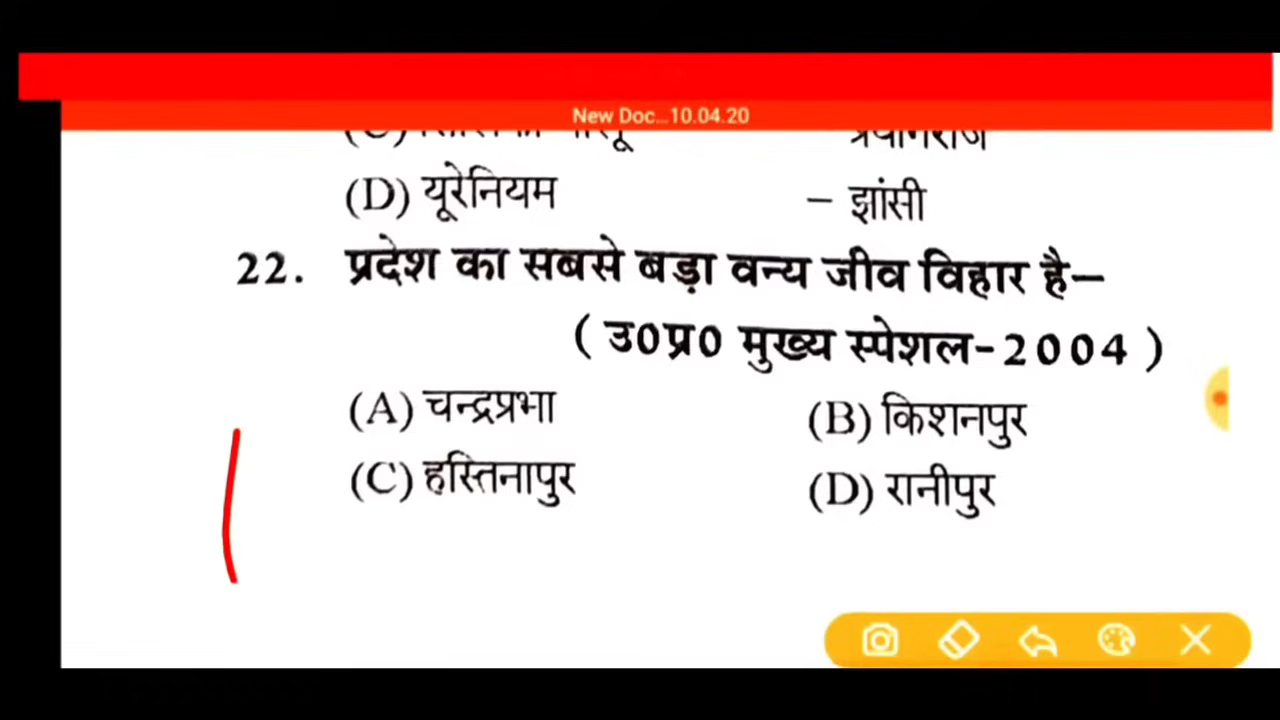 New Doc...10.04.20
(D) यूरेनियम – झांसी
22. प्रदेश का सबसे बड़ा वन्य जीव विहार है–
( उ0प्र0 मुख्य स्पेशल-2004 )
(A) चन्द्रप्रभा (B) किशनपुर
(C) हस्तिनापुर (D) रानीपुर